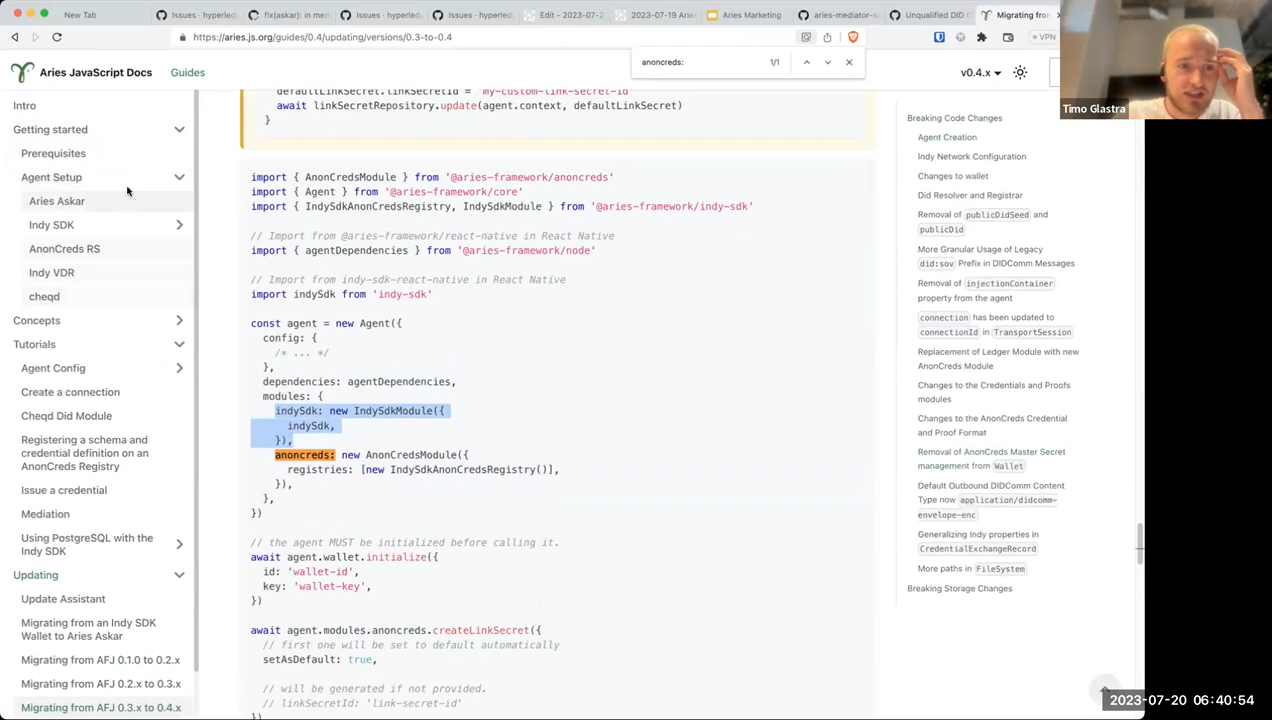 New Tab
Issues · hyperled
fix(askar): in mem
Issues · hyperled
Issues · hyperled
Edit – 2023-07-2
2023-07-19 Aries
Aries Marketing
aries-mediator-s
Unqualified DID C
Migrating from
https://aries.js.org/guides/0.4/updating/versions/0.3-to-0.4
VPN
anoncreds:
1/1
Aries JavaScript Docs
Guides
v0.4.x
Timo Glastra
Intro
Getting started
Prerequisites
Agent Setup
Aries Askar
Indy SDK
AnonCreds RS
Indy VDR
cheqd
Concepts
Tutorials
Agent Config
Create a connection
Cheqd Did Module
Registering a schema and
credential definition on an
AnonCreds Registry
Issue a credential
Mediation
Using PostgreSQL with the
Indy SDK
Updating
Update Assistant
Migrating from an Indy SDK
Wallet to Aries Askar
Migrating from AFJ 0.1.0 to 0.2.x
Migrating from AFJ 0.2.x to 0.3.x
Migrating from AFJ 0.3.x to 0.4.x
defaultLinkSecret.linkSecretId = 'my-custom-link-secret-id'
await linkSecretRepository.update(agent.context, defaultLinkSecret)
}
import { AnonCredsModule } from '@aries-framework/anoncreds'
import { Agent } from '@aries-framework/core'
import { IndySdkAnonCredsRegistry, IndySdkModule } from '@aries-framework/indy-sdk'
// Import from @aries-framework/react-native in React Native
import { agentDependencies } from '@aries-framework/node'
// Import from indy-sdk-react-native in React Native
import indySdk from 'indy-sdk'
const agent = new Agent({
config: {
/* ... */
},
dependencies: agentDependencies,
modules: {
indySdk: new IndySdkModule({
indySdk,
}),
anoncreds: new AnonCredsModule({
registries: [new IndySdkAnonCredsRegistry()],
}),
},
})
// the agent MUST be initialized before calling it.
await agent.wallet.initialize({
id: 'wallet-id',
key: 'wallet-key',
})
await agent.modules.anoncreds.createLinkSecret({
// first one will be set to default automatically
setAsDefault: true,
// will be generated if not provided.
// linkSecretId: 'link-secret-id'
})
Breaking Code Changes
Agent Creation
Indy Network Configuration
Changes to wallet
Did Resolver and Registrar
Removal of publicDidSeed and
publicDid
More Granular Usage of Legacy
did:sov Prefix in DIDComm Messages
Removal of injectionContainer
property from the agent
connection has been updated to
connectionId in TransportSession
Replacement of Ledger Module with new
AnonCreds Module
Changes to the Credentials and Proofs
modules
Changes to the AnonCreds Credential
and Proof Format
Removal of AnonCreds Master Secret
management from Wallet
Default Outbound DIDComm Content
Type now application/didcomm-
envelope-enc
Generalizing Indy properties in
CredentialExchangeRecord
More paths in FileSystem
Breaking Storage Changes
2023-07-20 06:40:54